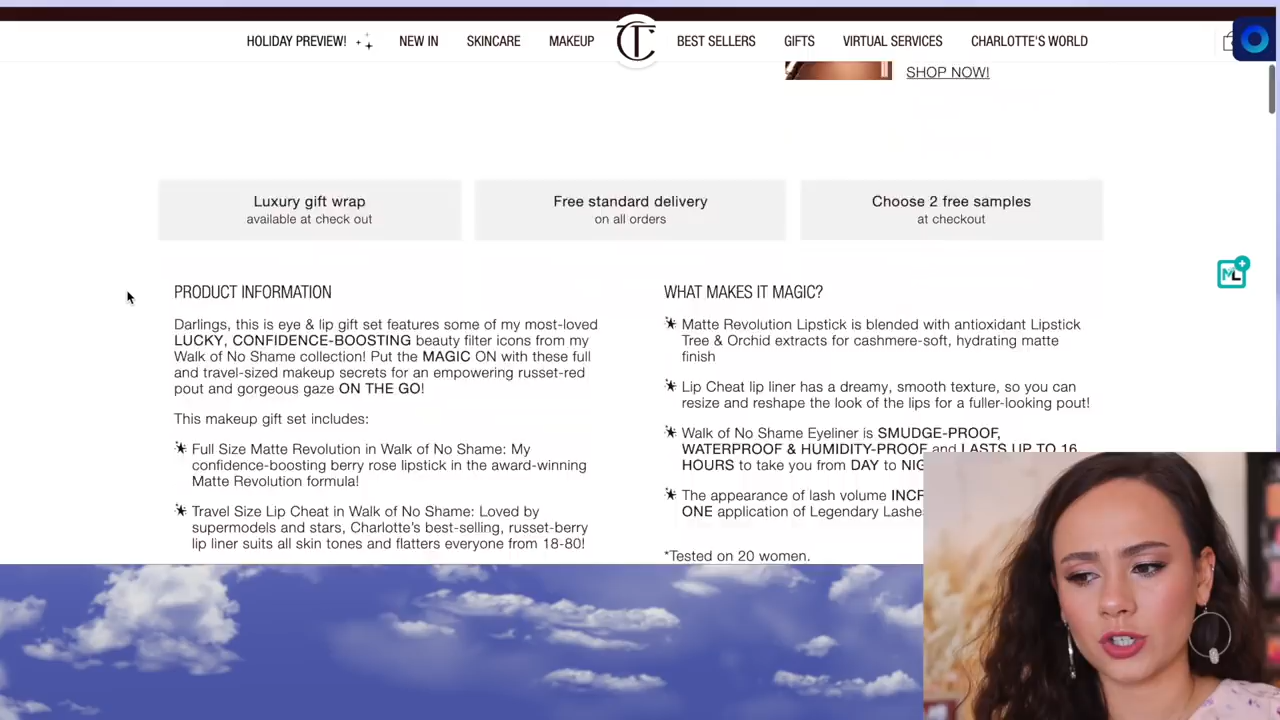 HOLIDAY PREVIEW! NEW IN SKINCARE MAKEUP CT BEST SELLERS GIFTS VIRTUAL SERVICES CHARLOTTE'S WORLD
SHOP NOW!
Luxury gift wrap
available at check out
Free standard delivery
on all orders
Choose 2 free samples
at checkout
PRODUCT INFORMATION
Darlings, this is eye & lip gift set features some of my most-loved
LUCKY, CONFIDENCE-BOOSTING beauty filter icons from my
Walk of No Shame collection! Put the MAGIC ON with these full
and travel-sized makeup secrets for an empowering russet-red
pout and gorgeous gaze ON THE GO!
This makeup gift set includes:
Full Size Matte Revolution in Walk of No Shame: My
confidence-boosting berry rose lipstick in the award-winning
Matte Revolution formula!
Travel Size Lip Cheat in Walk of No Shame: Loved by
supermodels and stars, Charlotte's best-selling, russet-berry
lip liner suits all skin tones and flatters everyone from 18-80!
WHAT MAKES IT MAGIC?
Matte Revolution Lipstick is blended with antioxidant Lipstick
Tree & Orchid extracts for cashmere-soft, hydrating matte
finish
Lip Cheat lip liner has a dreamy, smooth texture, so you can
resize and reshape the look of the lips for a fuller-looking pout!
Walk of No Shame Eyeliner is SMUDGE-PROOF,
WATERPROOF & HUMIDITY-PROOF and LASTS UP TO 16
HOURS to take you from DAY to
The appearance of lash volume
ONE application of Legendary
*Tested on 20 women.
ML